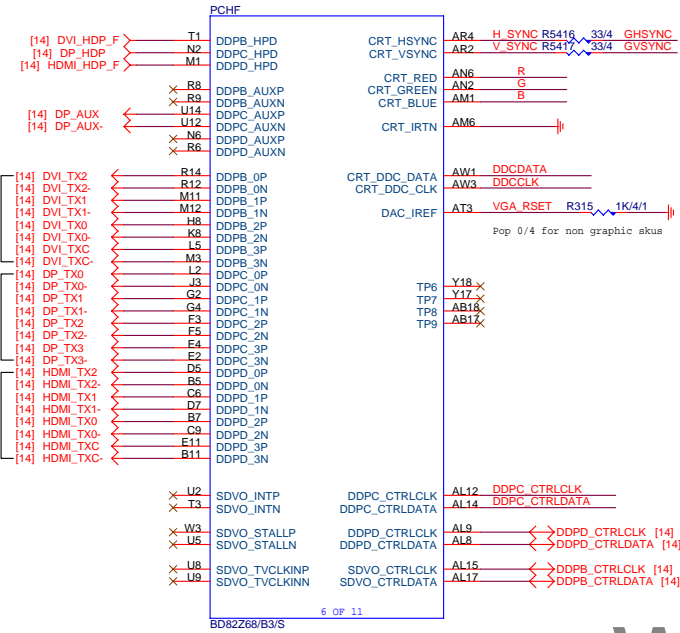 PCHF
[14] DVI_HDP_F T1 DDPB_HPD CRT_HSYNC AR4 H_SYNC R5416 33/4 GHSYNC
[14] DP_HDP N2 DDPC_HPD CRT_VSYNC AR2 V_SYNC R5417 33/4 GVSYNC
[14] HDMI_HDP_F M1 DDPD_HPD
CRT_RED AN6 R
R8 DDPB_AUXP CRT_GREEN AN2 G
R9 DDPB_AUXN CRT_BLUE AM1 B
[14] DP_AUX U14 DDPC_AUXP
[14] DP_AUX- U12 DDPC_AUXN CRT_IRTN AM6
N6 DDPD_AUXP
R6 DDPD_AUXN
[14] DVI_TX2 R14 DDPB_0P CRT_DDC_DATA AW1 DDCDATA
[14] DVI_TX2- R12 DDPB_0N CRT_DDC_CLK AW3 DDCCLK
[14] DVI_TX1 M11 DDPB_1P
[14] DVI_TX1- M12 DDPB_1N DAC_IREF AT3 VGA_RSET R315 1K/4/1
[14] DVI_TX0 H8 DDPB_2P
Pop 0/4 for non graphic skus
[14] DVI_TX0- K8 DDPB_2N
[14] DVI_TXC L5 DDPB_3P
[14] DVI_TXC- M3 DDPB_3N
[14] DP_TX0 L2 DDPC_0P
[14] DP_TX0- J3 DDPC_0N TP6 Y18
[14] DP_TX1 G2 DDPC_1P TP7 Y17
[14] DP_TX1- G4 DDPC_1N TP8 AB18
[14] DP_TX2 F3 DDPC_2P TP9 AB17
[14] DP_TX2- F5 DDPC_2N
[14] DP_TX3 E4 DDPC_3P
[14] DP_TX3- E2 DDPC_3N
[14] HDMI_TX2 D5 DDPD_0P
[14] HDMI_TX2- B5 DDPD_0N
[14] HDMI_TX1 C6 DDPD_1P
[14] HDMI_TX1- D7 DDPD_1N
[14] HDMI_TX0 B7 DDPD_2P
[14] HDMI_TX0- C9 DDPD_2N
[14] HDMI_TXC E11 DDPD_3P
[14] HDMI_TXC- B11 DDPD_3N
U2 SDVO_INTP DDPC_CTRLCLK AL12 DDPC_CTRLCLK
T3 SDVO_INTN DDPC_CTRLDATA AL14 DDPC_CTRLDATA
W3 SDVO_STALLP DDPD_CTRLCLK AL9 DDPD_CTRLCLK [14]
U5 SDVO_STALLN DDPD_CTRLDATA AL8 DDPD_CTRLDATA [14]
U8 SDVO_TVCLKINP SDVO_CTRLCLK AL15 DDPB_CTRLCLK [14]
U9 SDVO_TVCLKINN SDVO_CTRLDATA AL17 DDPB_CTRLDATA [14]
6 OF 11
BD82Z68/B3/S